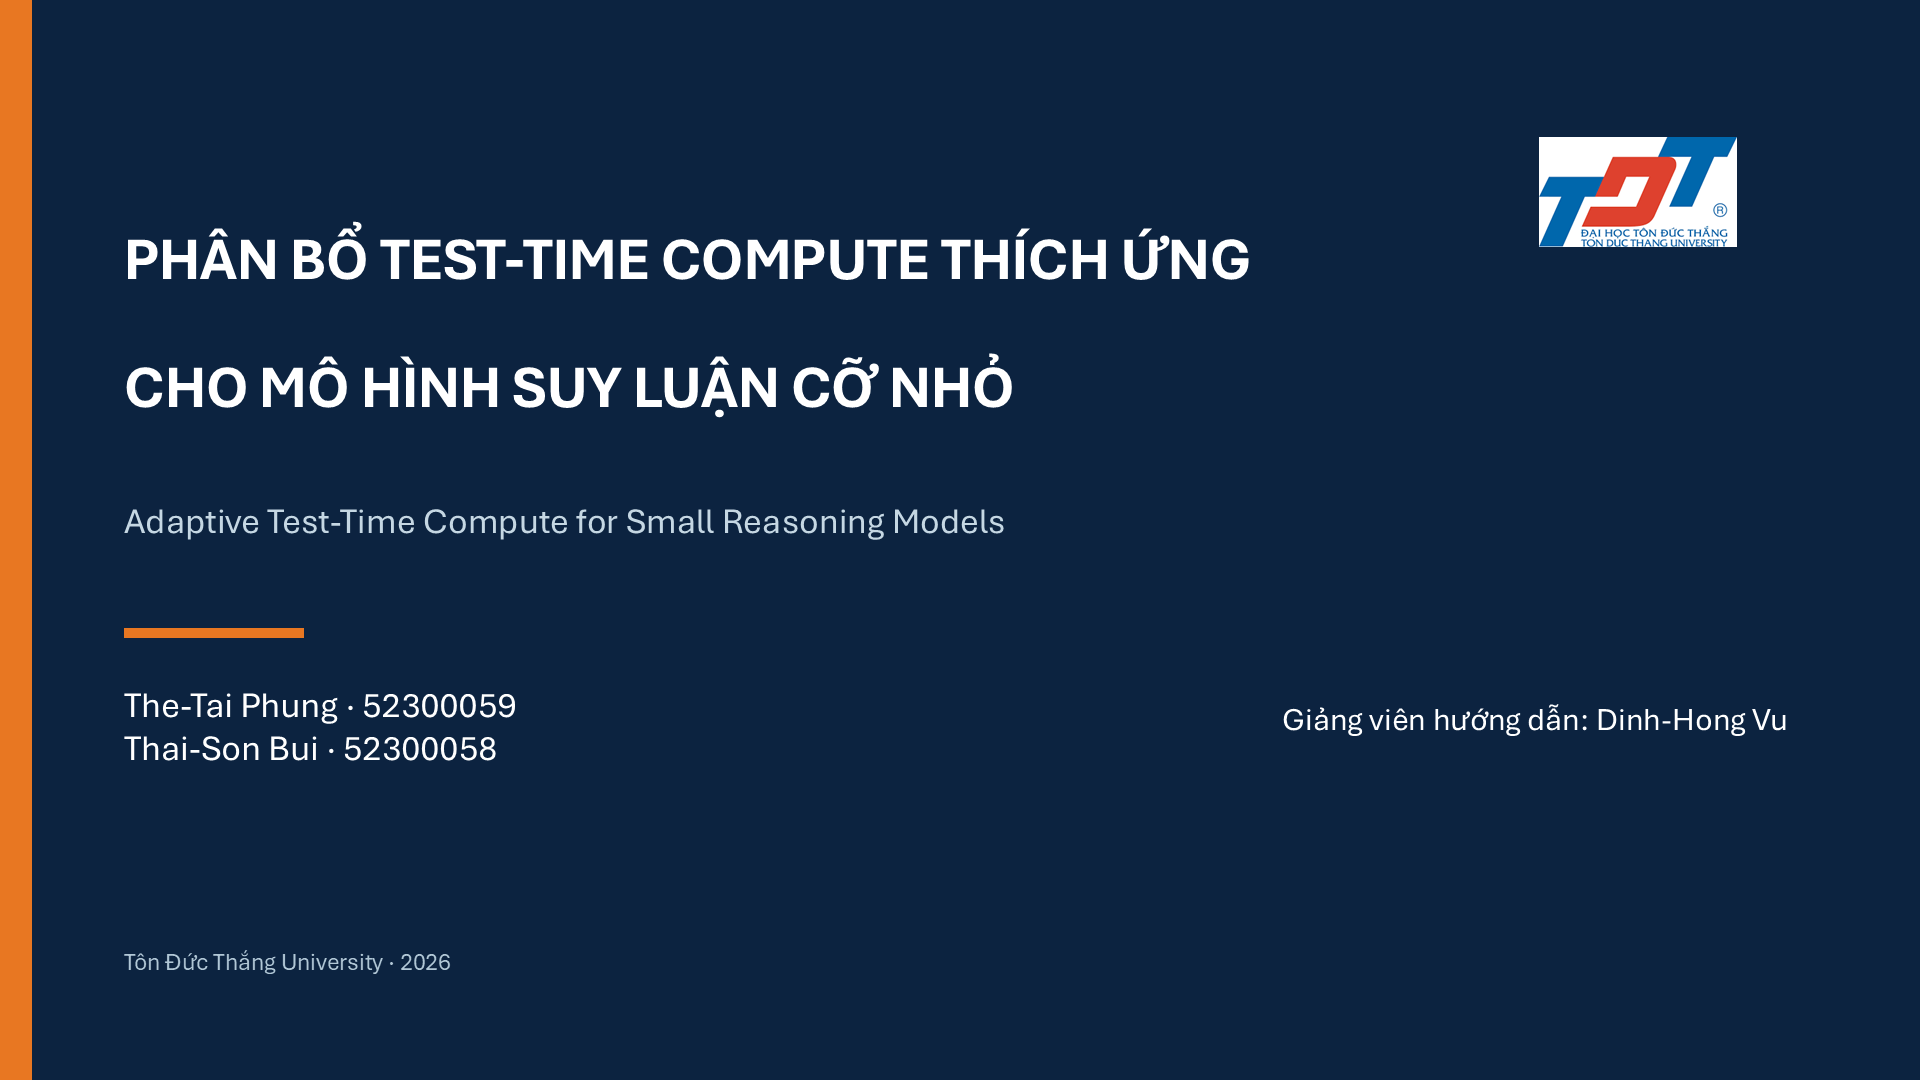 TDT
®
ĐẠI HỌC TÔN ĐỨC THẮNG
TON DUC THANG UNIVERSITY
PHÂN BỔ TEST-TIME COMPUTE THÍCH ỨNG
CHO MÔ HÌNH SUY LUẬN CỠ NHỎ
Adaptive Test-Time Compute for Small Reasoning Models
The-Tai Phung · 52300059
Thai-Son Bui · 52300058
Giảng viên hướng dẫn: Dinh-Hong Vu
Tôn Đức Thắng University · 2026